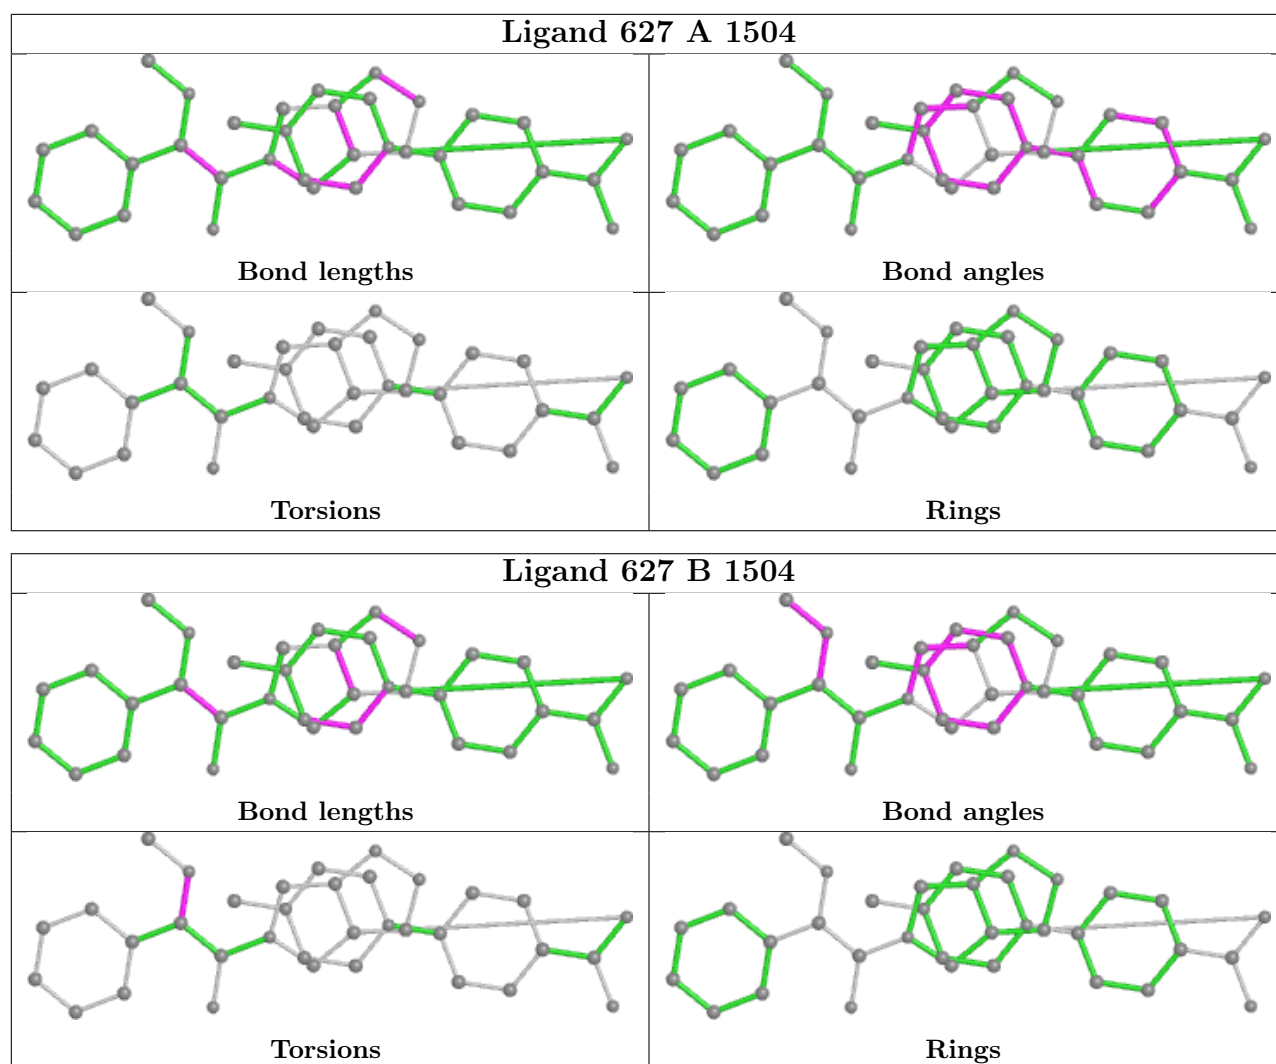 Ligand 627 A 1504
Bond lengths
Bond angles
Torsions
Rings
Ligand 627 B 1504
Bond lengths
Bond angles
Torsions
Rings